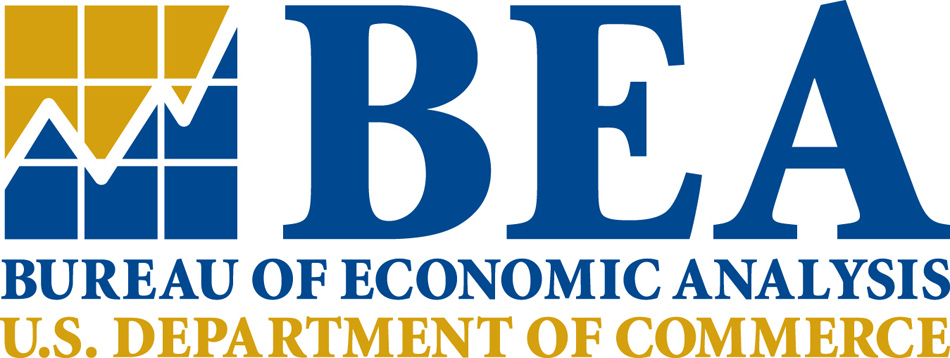 BEA
BUREAU OF ECONOMIC ANALYSIS
U.S. DEPARTMENT OF COMMERCE